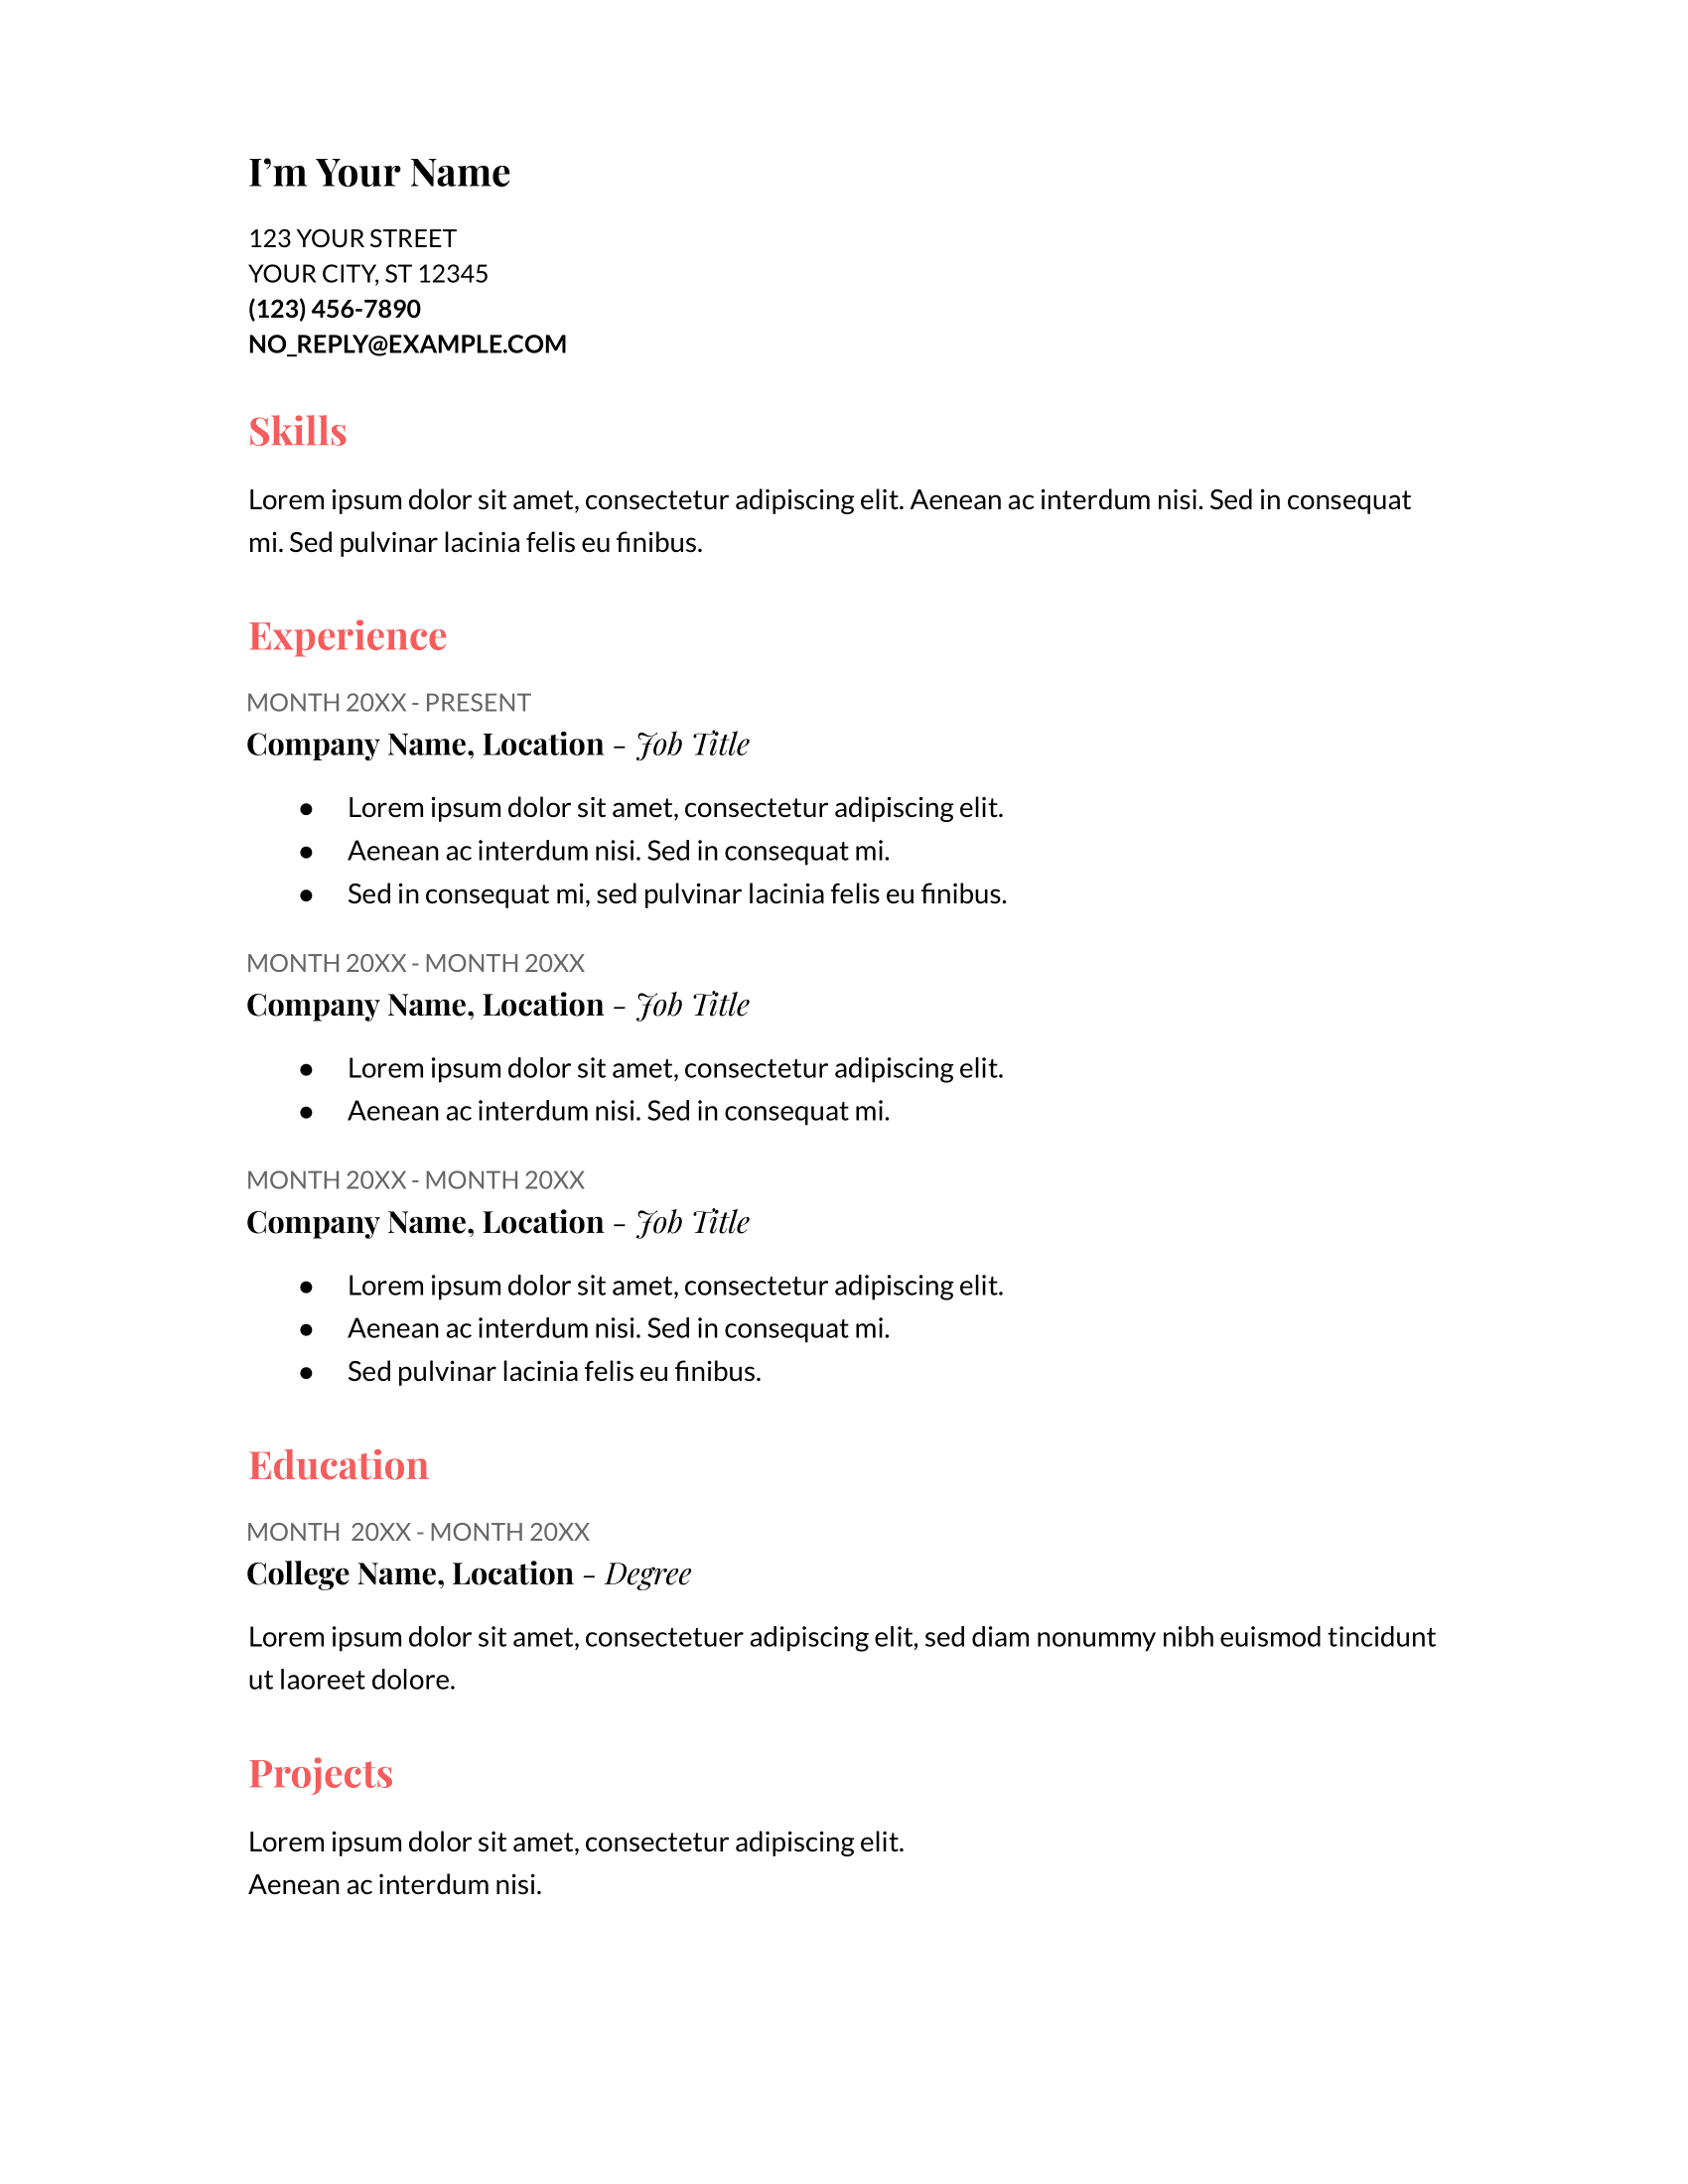 I’m Your Name
123 YOUR STREET
YOUR CITY, ST 12345
(123) 456-7890
NO_REPLY@EXAMPLE.COM
Skills
Lorem ipsum dolor sit amet, consectetur adipiscing elit. Aenean ac interdum nisi. Sed in consequat
mi. Sed pulvinar lacinia felis eu finibus.
Experience
MONTH 20XX - PRESENT
Company Name, Location - Job Title
● Lorem ipsum dolor sit amet, consectetur adipiscing elit.
● Aenean ac interdum nisi. Sed in consequat mi.
● Sed in consequat mi, sed pulvinar lacinia felis eu finibus.
MONTH 20XX - MONTH 20XX
Company Name, Location - Job Title
● Lorem ipsum dolor sit amet, consectetur adipiscing elit.
● Aenean ac interdum nisi. Sed in consequat mi.
MONTH 20XX - MONTH 20XX
Company Name, Location - Job Title
● Lorem ipsum dolor sit amet, consectetur adipiscing elit.
● Aenean ac interdum nisi. Sed in consequat mi.
● Sed pulvinar lacinia felis eu finibus.
Education
MONTH  20XX - MONTH 20XX
College Name, Location - Degree
Lorem ipsum dolor sit amet, consectetuer adipiscing elit, sed diam nonummy nibh euismod tincidunt
ut laoreet dolore.
Projects
Lorem ipsum dolor sit amet, consectetur adipiscing elit.
Aenean ac interdum nisi.